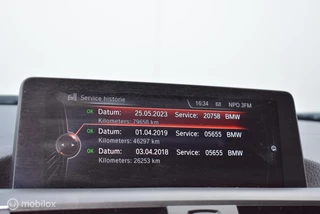 Service historie 16:34 68 NPO 3FM
OK Datum: 25.05.2023 Service: 20758 BMW
Kilometers: 79658 km
OK Datum: 01.04.2019 Service: 05655 BMW
Kilometers: 46297 km
OK Datum: 03.04.2018 Service: 05655 BMW
Kilometers: 26253 km
mobilox